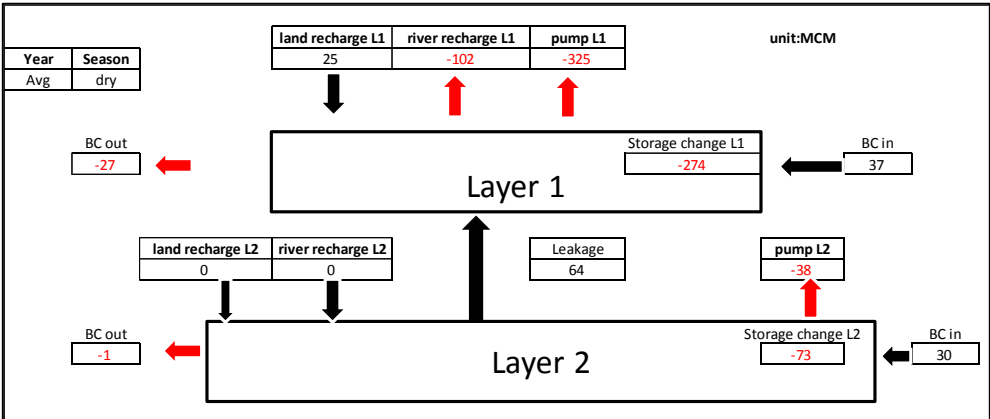 land recharge L1 river recharge L1 pump L1 unit:MCM
25 -102 -325
Year Season
Avg dry
BC out Storage change L1 BC in
-27 -274 37
Layer 1
land recharge L2 river recharge L2 Leakage pump L2
0 0 64 -38
BC out Storage change L2 BC in
-1 -73 30
Layer 2